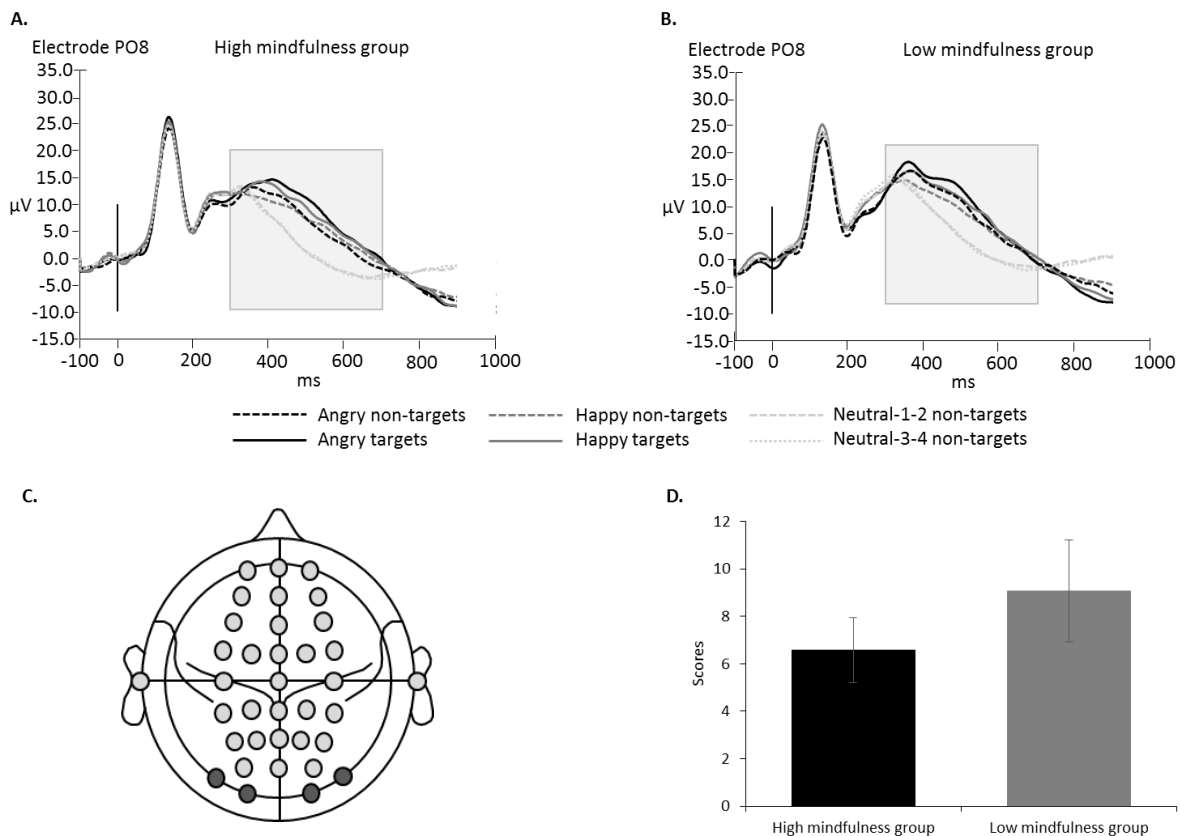 A.
Electrode PO8 High mindfulness group
35.0
30.0
25.0
20.0
15.0
μV
10.0
5.0
0.0
-5.0
-10.0
-15.0
-100 0 200 400 600 800 1000
ms
B.
Electrode PO8 Low mindfulness group
35.0
30.0
25.0
20.0
15.0
μV
10.0
5.0
0.0
-5.0
-10.0
-15.0
-100 0 200 400 600 800 1000
ms
Angry non-targets Happy non-targets Neutral-1-2 non-targets
Angry targets Happy targets Neutral-3-4 non-targets
C.
D.
12
10
8
6
4
2
0
Scores
High mindfulness group Low mindfulness group